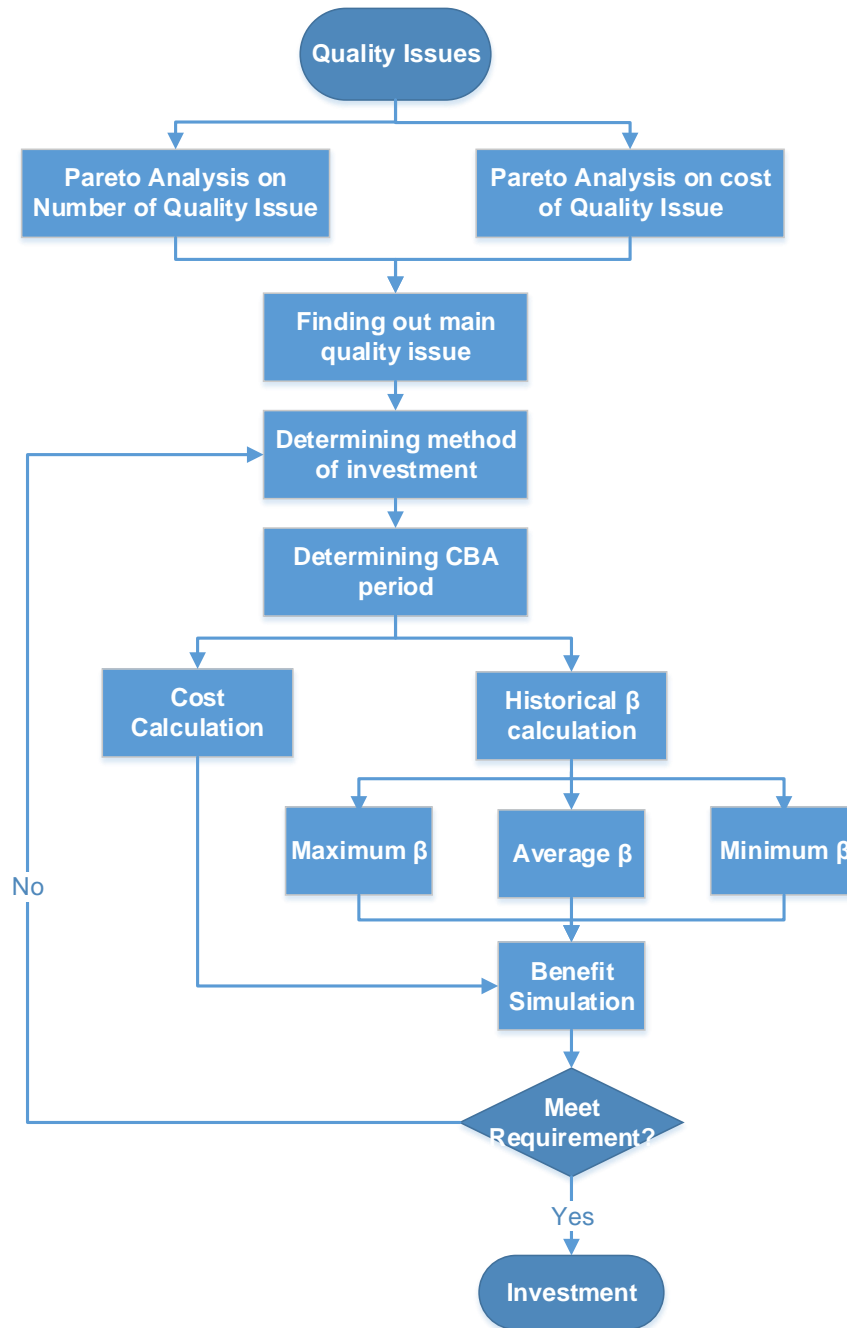 Quality Issues
Pareto Analysis on
Number of Quality Issue
Pareto Analysis on cost
of Quality Issue
Finding out main
quality issue
Determining method
of investment
Determining CBA
period
Cost
Calculation
Historical β
calculation
Maximum β
Average β
Minimum β
No
Benefit
Simulation
Meet
Requirement?
Yes
Investment